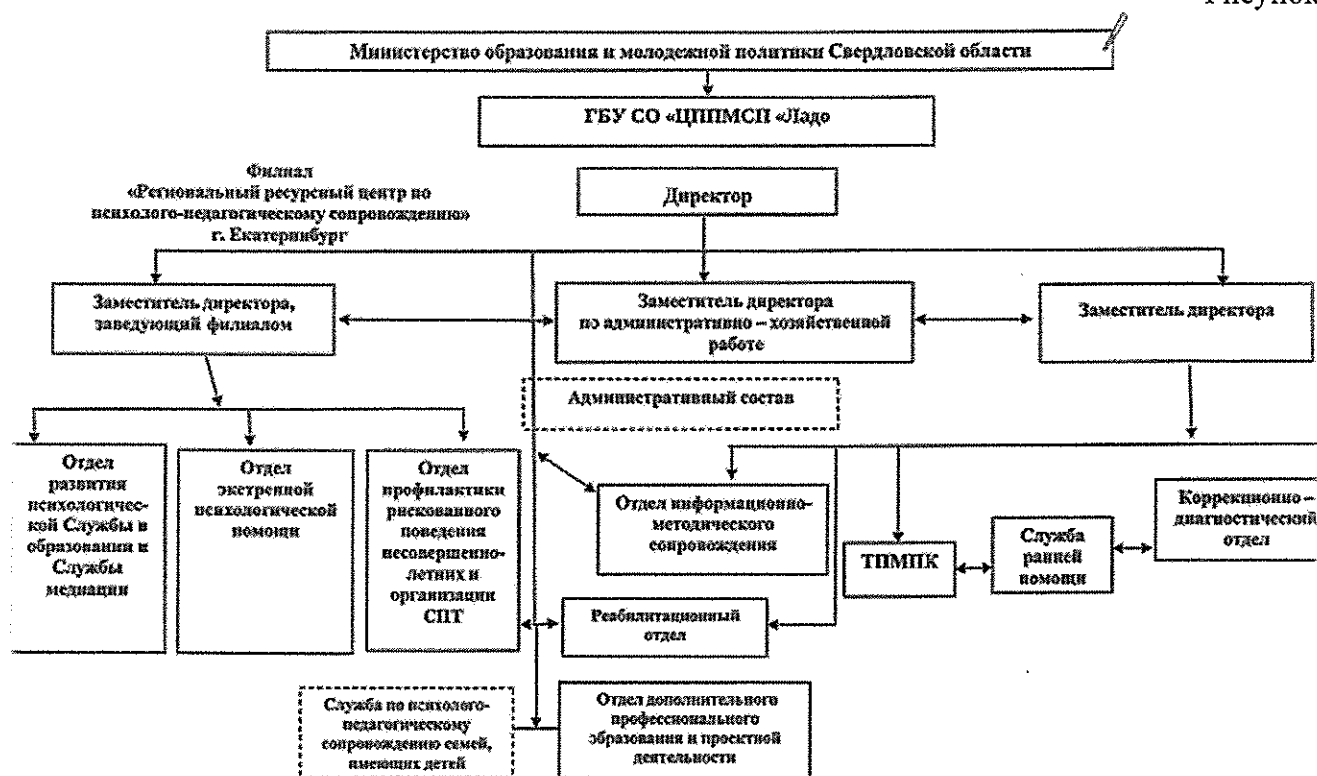 Рисунок
Министерство образования и молодежной политики Свердловской области
ГБУ СО «ЦППМСП «Ладо
Филиал
«Региональный ресурсный центр по
психолого-педагогическому сопровождению»
г. Екатеринбург
Директор
Заместитель директора,
заведующий филиалом
Заместитель директора
по административно – хозяйственной
работе
Заместитель директора
Административный состав
Отдел
развития
психологичес-
кой Службы в
образовании и
Службы
медиации
Отдел
экстренной
психологической
помощи
Отдел
профилактики
рискованного
поведения
несовершенно-
летних и
организации
СПТ
Отдел информационно-
методического
сопровождения
ТПМПК
Служба
ранней
помощи
Коррекционно –
диагностический
отдел
Реабилитационный
отдел
Служба по психолого-
педагогическому
сопровождению семей,
имеющих детей
Отдел дополнительного
профессионального
образования и проектной
деятельности